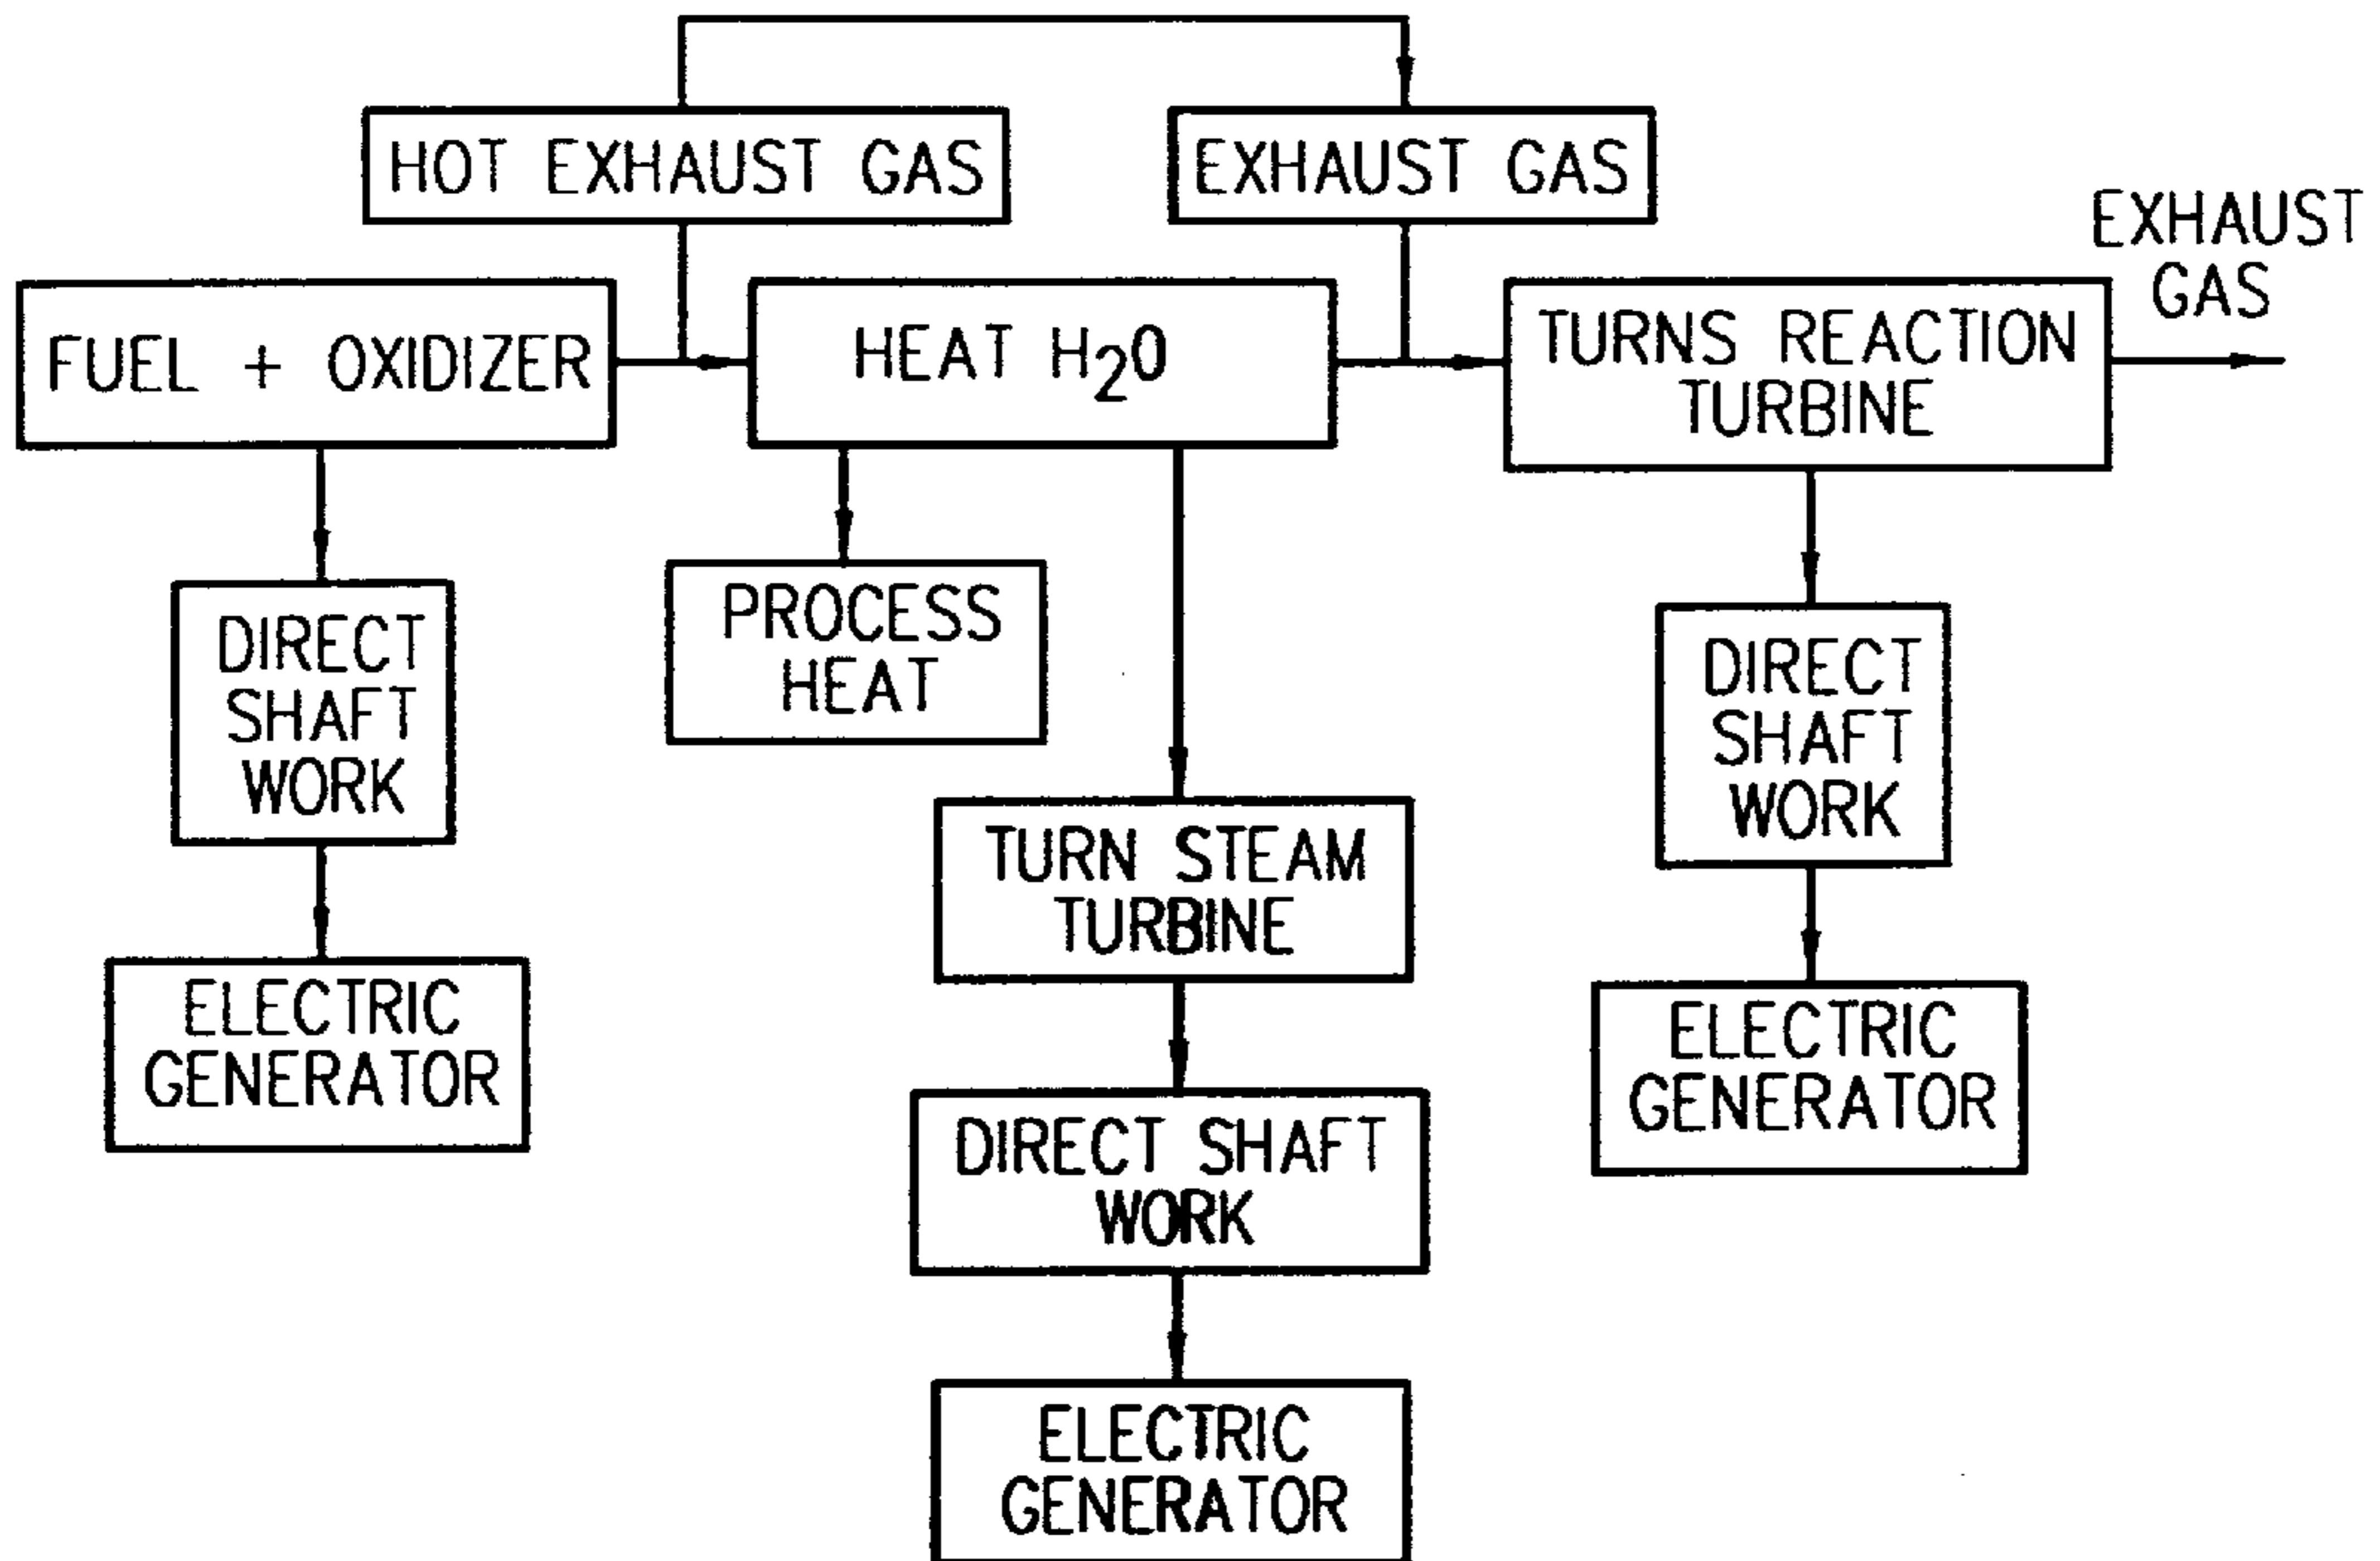 HOT EXHAUST GAS
EXHAUST GAS
EXHAUST
GAS
FUEL + OXIDIZER
HEAT H₂O
TURNS REACTION
TURBINE
DIRECT
SHAFT
WORK
PROCESS
HEAT
DIRECT
SHAFT
WORK
TURN STEAM
TURBINE
ELECTRIC
GENERATOR
ELECTRIC
GENERATOR
DIRECT SHAFT
WORK
ELECTRIC
GENERATOR